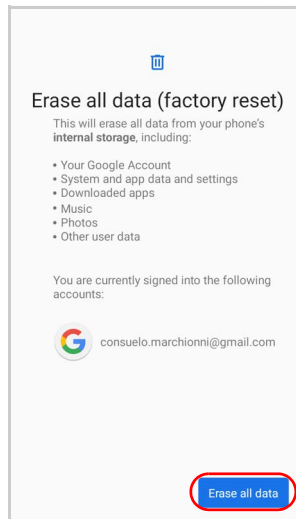 Erase all data (factory reset)
This will erase all data from your phone's
internal storage, including:
• Your Google Account
• System and app data and settings
• Downloaded apps
• Music
• Photos
• Other user data
You are currently signed into the following
accounts:
consuelo.marchionni@gmail.com
Erase all data